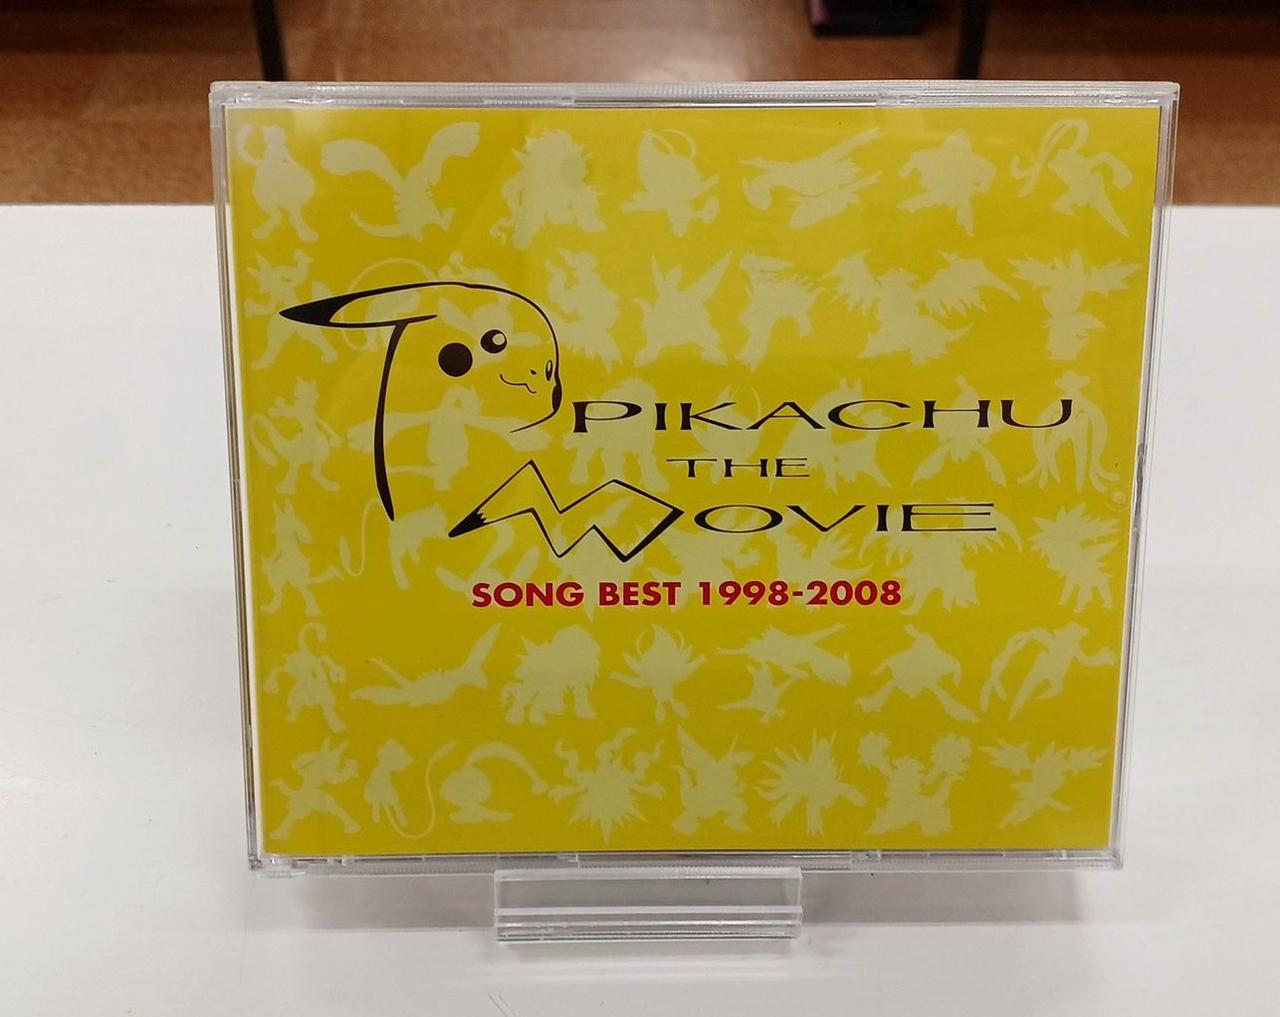 PIKACHU
THE
MOVIE
SONG BEST 1998-2008